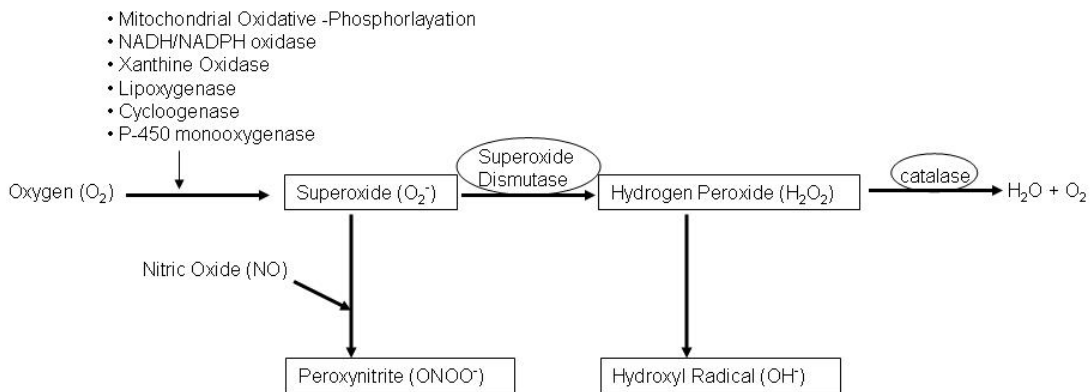 • Mitochondrial Oxidative -Phosphorlayation
• NADH/NADPH oxidase
• Xanthine Oxidase
• Lipoxygenase
• Cycloogenase
• P-450 monooxygenase
Oxygen (O₂)
Superoxide (O₂⁻)
Superoxide
Dismutase
Hydrogen Peroxide (H₂O₂)
catalase
H₂O + O₂
Nitric Oxide (NO)
Peroxynitrite (ONOO⁻)
Hydroxyl Radical (OH⁻)